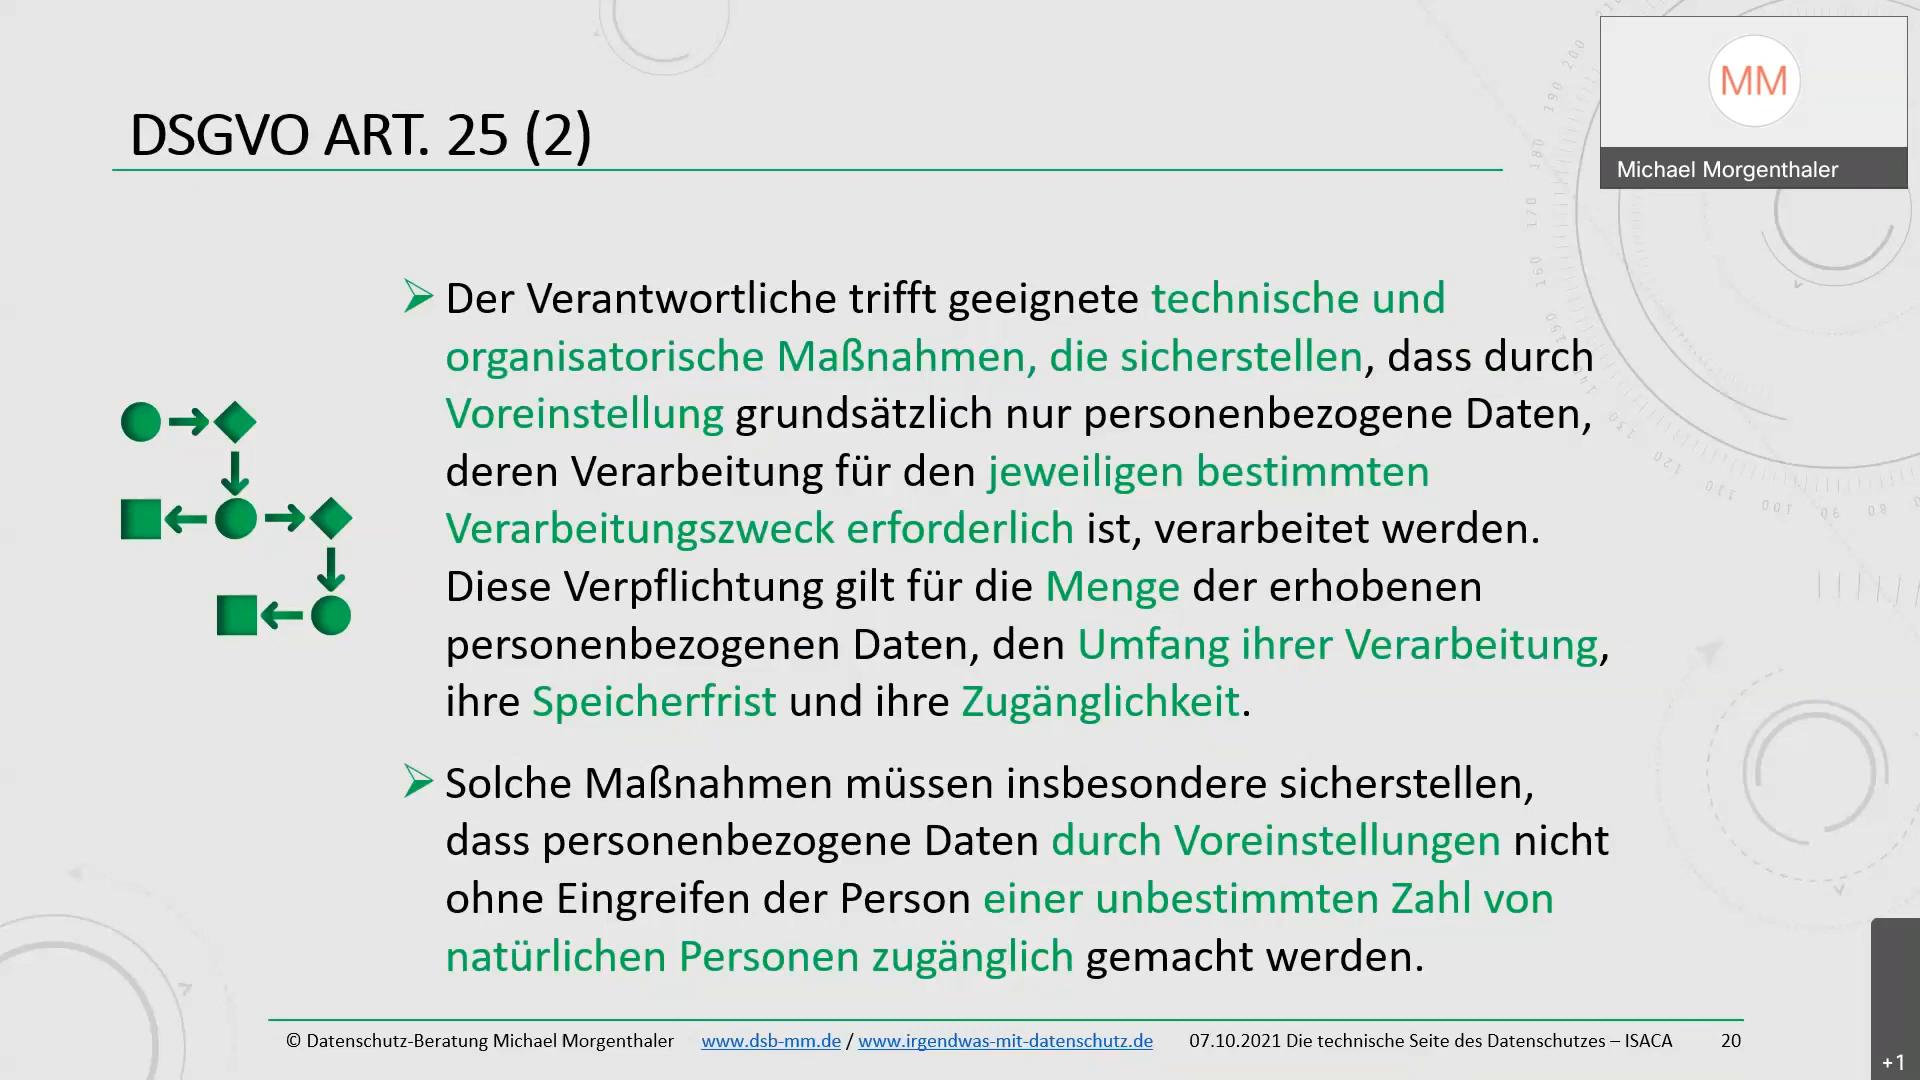 DSGVO ART. 25 (2)
MM
Michael Morgenthaler
Der Verantwortliche trifft geeignete technische und
organisatorische Maßnahmen, die sicherstellen, dass durch
Voreinstellung grundsätzlich nur personenbezogene Daten,
deren Verarbeitung für den jeweiligen bestimmten
Verarbeitungszweck erforderlich ist, verarbeitet werden.
Diese Verpflichtung gilt für die Menge der erhobenen
personenbezogenen Daten, den Umfang ihrer Verarbeitung,
ihre Speicherfrist und ihre Zugänglichkeit.
Solche Maßnahmen müssen insbesondere sicherstellen,
dass personenbezogene Daten durch Voreinstellungen nicht
ohne Eingreifen der Person einer unbestimmten Zahl von
natürlichen Personen zugänglich gemacht werden.
© Datenschutz-Beratung Michael Morgenthaler www.dsb-mm.de / www.irgendwas-mit-datenschutz.de 07.10.2021 Die technische Seite des Datenschutzes – ISACA 20
+1